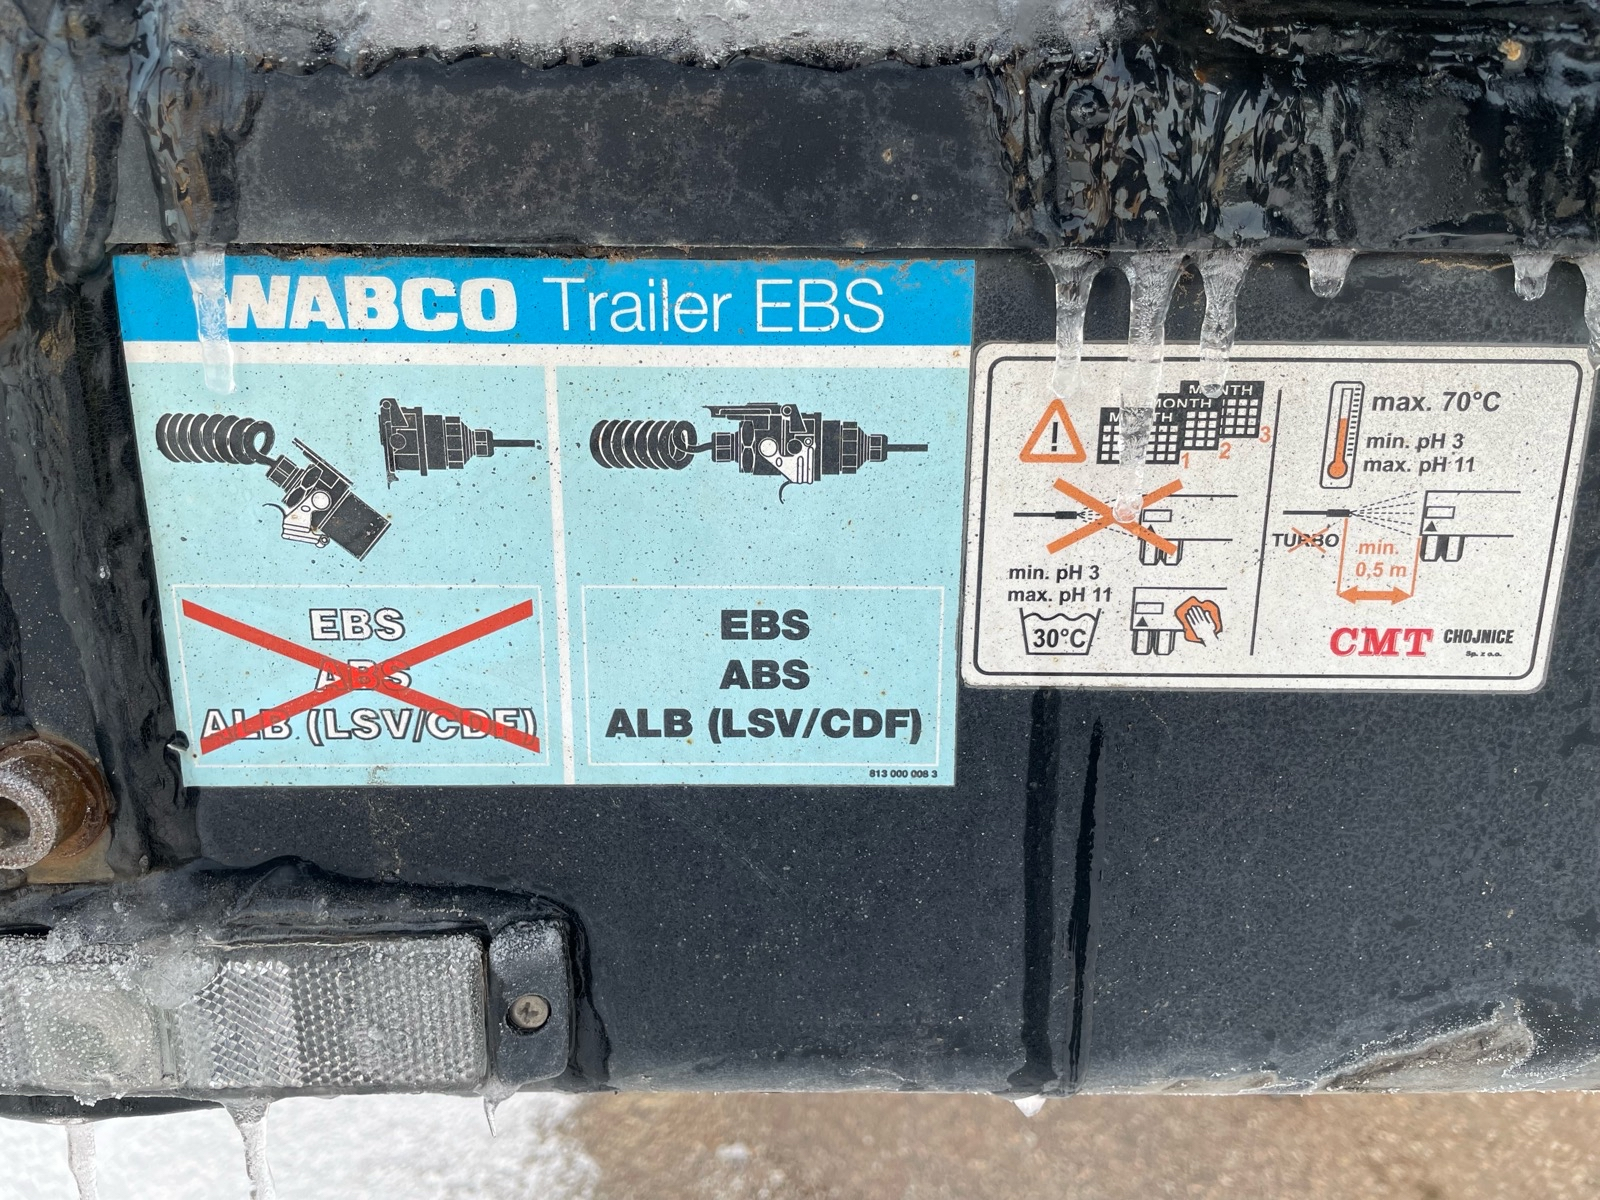 WABCO Trailer EBS
EBS
ABS
ALB (LSV/CDF)
EBS
ABS
ALB (LSV/CDF)
813 000 008 3
MONTH
MONTH
MONTH
1
2
3
min. pH 3
max. pH 11
30°C
max. 70°C
min. pH 3
max. pH 11
TURBO
min.
0,5 m
CMT CHOJNICE
Sp. z o.o.